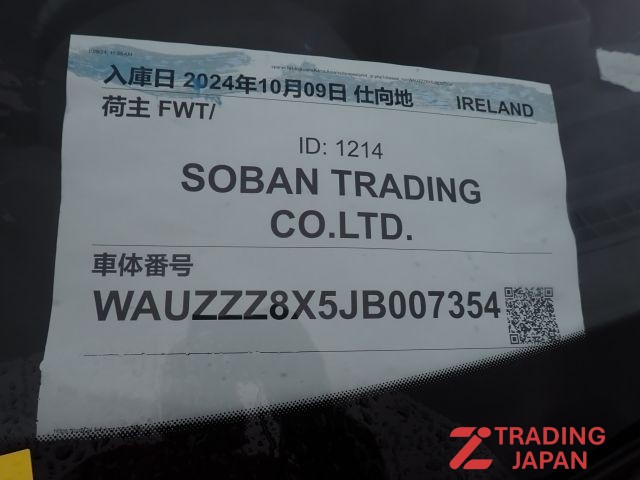 入庫日 2024年10月09日 仕向地 IRELAND
荷主 FWT/
ID: 1214
SOBAN TRADING
CO.LTD.
車体番号
WAUZZZ8X5JB007354
TRADING
JAPAN